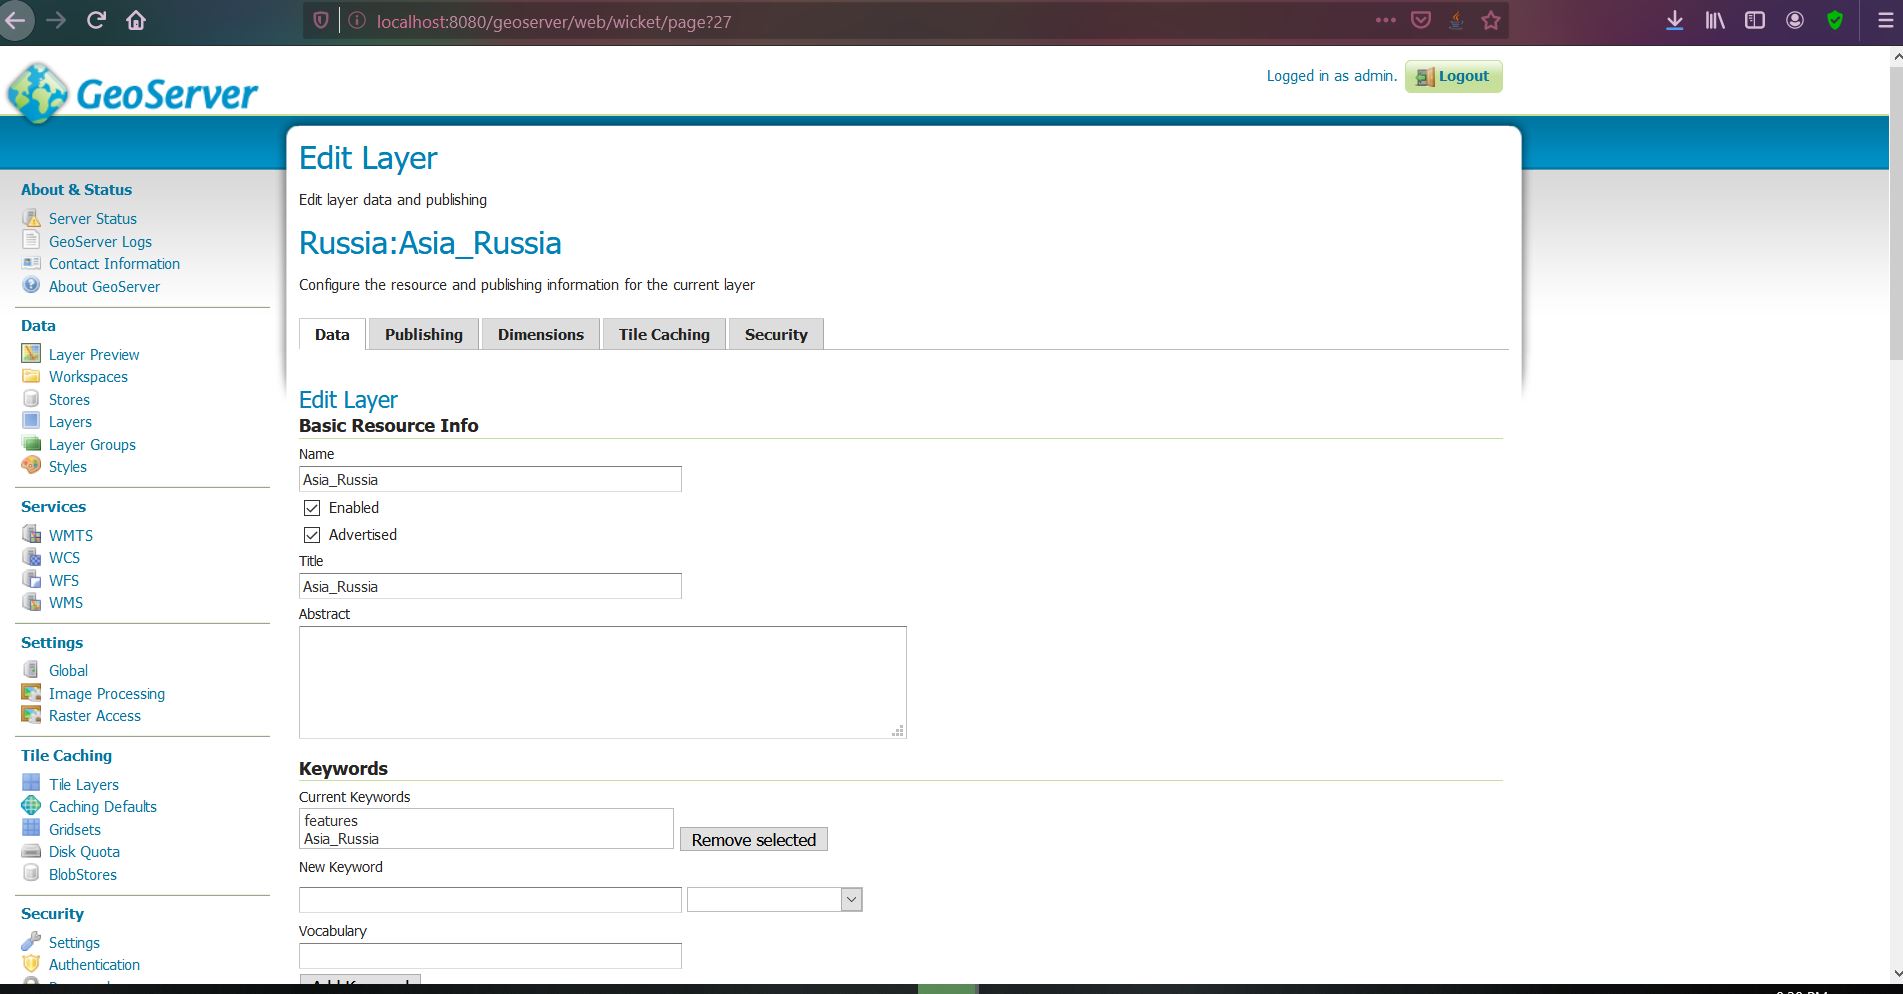 localhost:8080/geoserver/web/wicket/page?27
GeoServer
Logged in as admin.
Logout
About & Status
Server Status
GeoServer Logs
Contact Information
About GeoServer
Data
Layer Preview
Workspaces
Stores
Layers
Layer Groups
Styles
Services
WMTS
WCS
WFS
WMS
Settings
Global
Image Processing
Raster Access
Tile Caching
Tile Layers
Caching Defaults
Gridsets
Disk Quota
BlobStores
Security
Settings
Authentication
Edit Layer
Edit layer data and publishing
Russia:Asia_Russia
Configure the resource and publishing information for the current layer
Data Publishing Dimensions Tile Caching Security
Edit Layer
Basic Resource Info
Name
Asia_Russia
Enabled
Advertised
Title
Asia_Russia
Abstract
Keywords
Current Keywords
features
Asia_Russia
Remove selected
New Keyword
Vocabulary